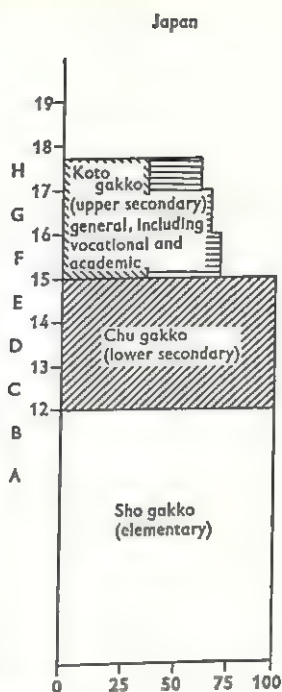 Japan
19
18
H
17
G
16
F
15
E
14
D
13
C
12
B
A
Koto
gakko
(upper secondary)
general, including
vocational and
academic
Chu gakko
(lower secondary)
Sho gakko
(elementary)
0 25 50 75 100